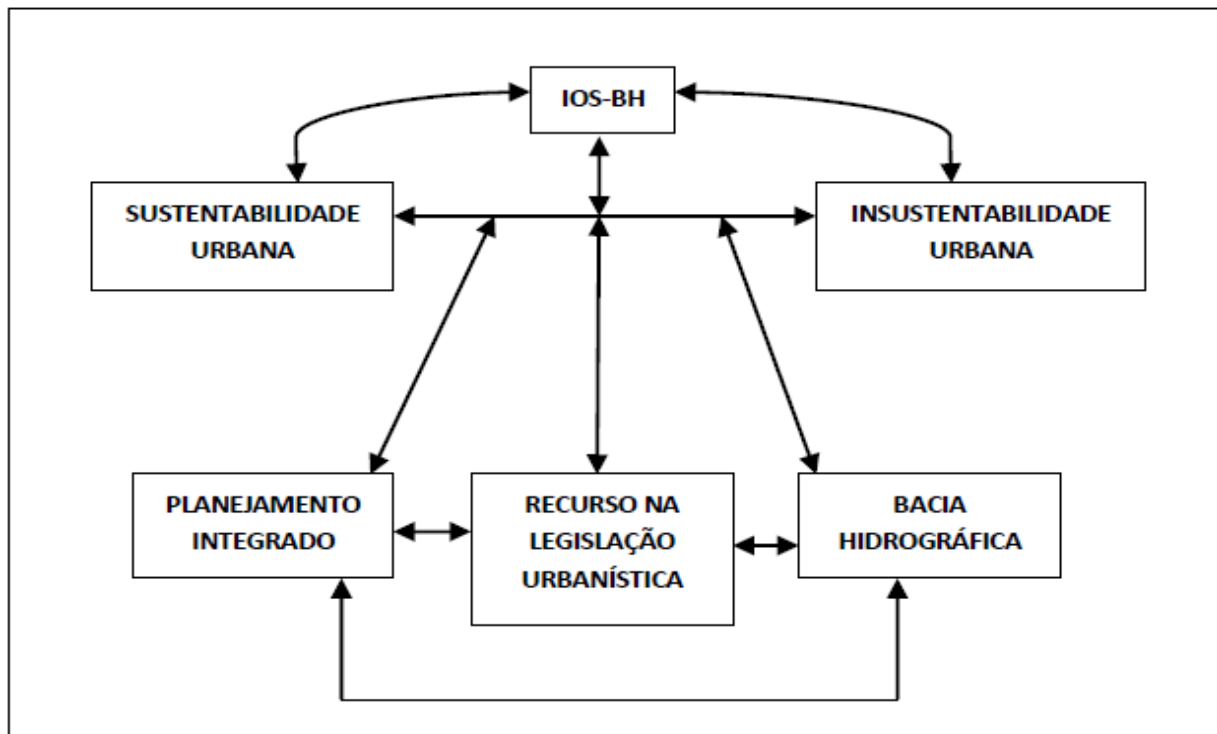 IOS-BH
SUSTENTABILIDADE
URBANA
INSUSTENTABILIDADE
URBANA
PLANEJAMENTO
INTEGRADO
RECURSO NA
LEGISLAÇÃO
URBANÍSTICA
BACIA
HIDROGRÁFICA